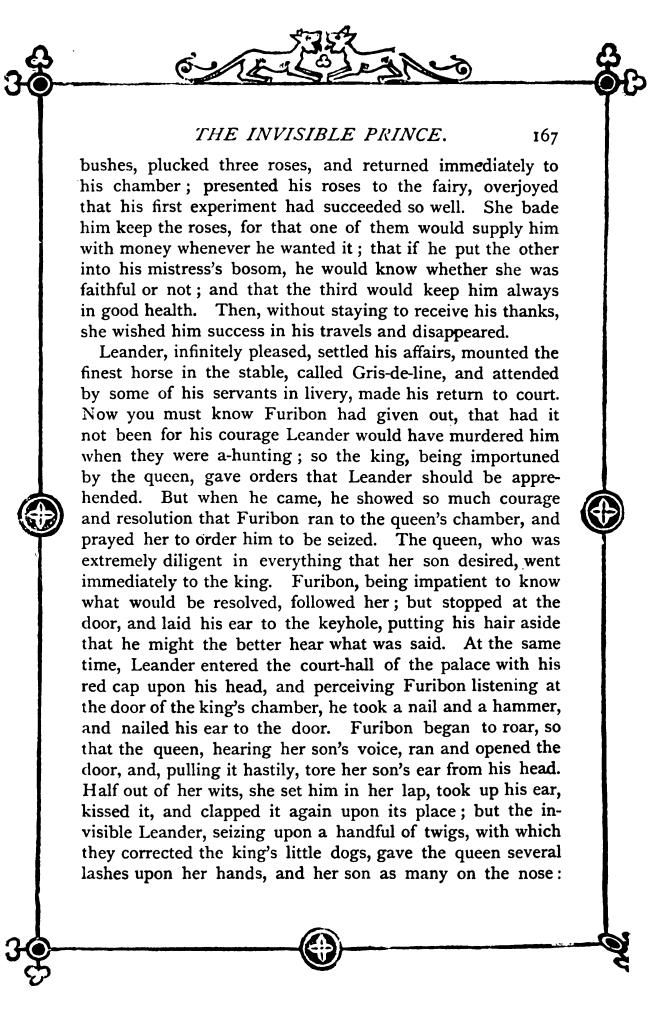 THE INVISIBLE PRINCE. 167
bushes, plucked three roses, and returned immediately to
his chamber; presented his roses to the fairy, overjoyed
that his first experiment had succeeded so well. She bade
him keep the roses, for that one of them would supply him
with money whenever he wanted it; that if he put the other
into his mistress's bosom, he would know whether she was
faithful or not; and that the third would keep him always
in good health. Then, without staying to receive his thanks,
she wished him success in his travels and disappeared.
Leander, infinitely pleased, settled his affairs, mounted the
finest horse in the stable, called Gris-de-line, and attended
by some of his servants in livery, made his return to court.
Now you must know Furibon had given out, that had it
not been for his courage Leander would have murdered him
when they were a-hunting; so the king, being importuned
by the queen, gave orders that Leander should be appre-
hended. But when he came, he showed so much courage
and resolution that Furibon ran to the queen's chamber, and
prayed her to order him to be seized. The queen, who was
extremely diligent in everything that her son desired, went
immediately to the king. Furibon, being impatient to know
what would be resolved, followed her; but stopped at the
door, and laid his ear to the keyhole, putting his hair aside
that he might the better hear what was said. At the same
time, Leander entered the court-hall of the palace with his
red cap upon his head, and perceiving Furibon listening at
the door of the king's chamber, he took a nail and a hammer,
and nailed his ear to the door. Furibon began to roar, so
that the queen, hearing her son's voice, ran and opened the
door, and, pulling it hastily, tore her son's ear from his head.
Half out of her wits, she set him in her lap, took up his ear,
kissed it, and clapped it again upon its place; but the in-
visible Leander, seizing upon a handful of twigs, with which
they corrected the king's little dogs, gave the queen several
lashes upon her hands, and her son as many on the nose: